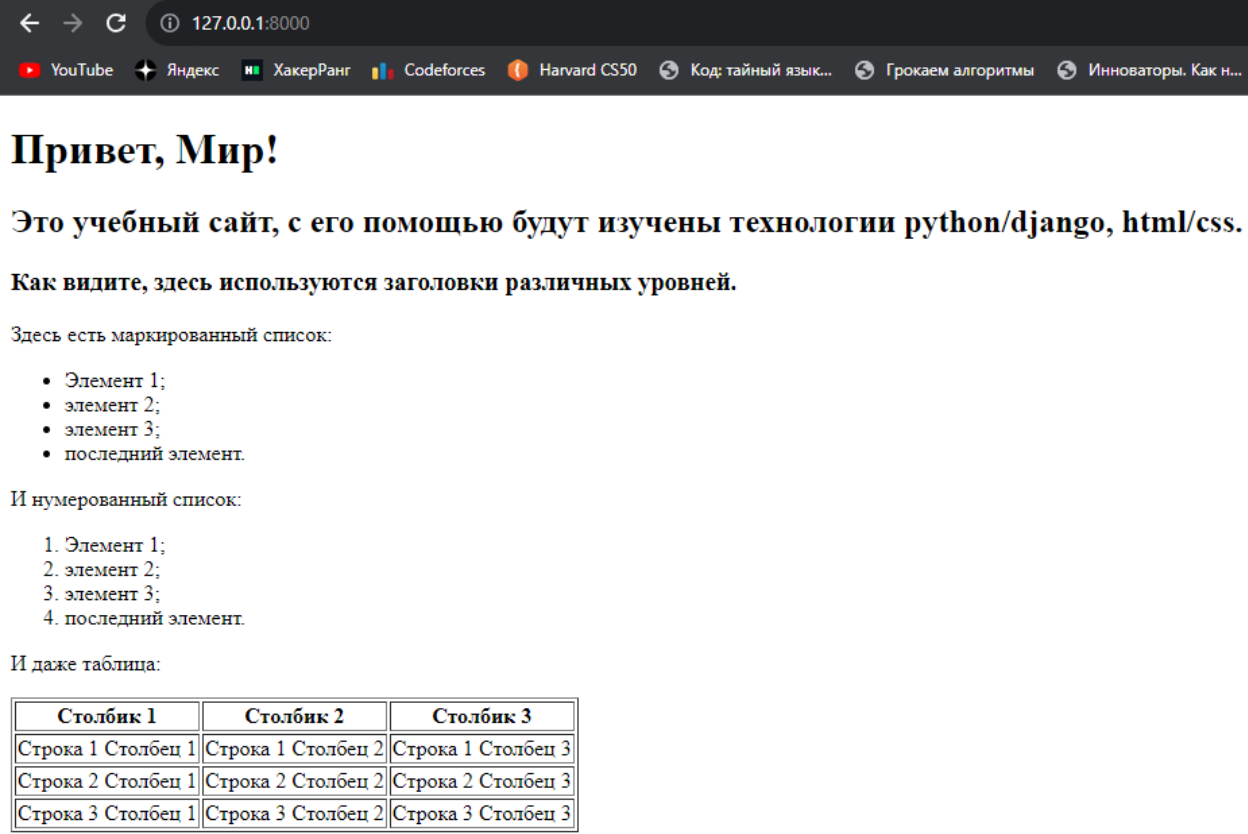 127.0.0.1:8000
YouTube Яндекс ХакерРанг Codeforces Harvard CS50 Код: тайный язык... Грокаем алгоритмы Инноваторы. Как н...
Привет, Мир!
Это учебный сайт, с его помощью будут изучены технологии python/django, html/css.
Как видите, здесь используются заголовки различных уровней.
Здесь есть маркированный список:
• Элемент 1;
• элемент 2;
• элемент 3;
• последний элемент.
И нумерованный список:
1. Элемент 1;
2. элемент 2;
3. элемент 3;
4. последний элемент.
И даже таблица:
Столбик 1 Столбик 2 Столбик 3
Строка 1 Столбец 1 Строка 1 Столбец 2 Строка 1 Столбец 3
Строка 2 Столбец 1 Строка 2 Столбец 2 Строка 2 Столбец 3
Строка 3 Столбец 1 Строка 3 Столбец 2 Строка 3 Столбец 3